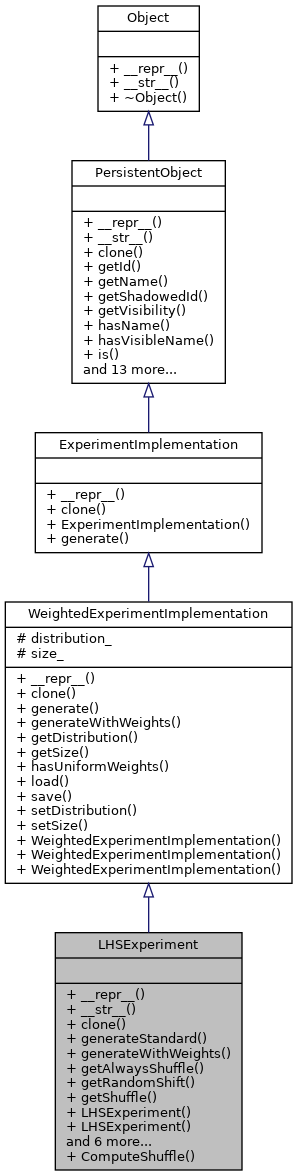 Object
+ __repr__()
+ __str__()
+ ~Object()
PersistentObject
+ __repr__()
+ __str__()
+ clone()
+ getId()
+ getName()
+ getShadowedId()
+ getVisibility()
+ hasName()
+ hasVisibleName()
+ is()
and 13 more...
ExperimentImplementation
+ __repr__()
+ clone()
+ ExperimentImplementation()
+ generate()
WeightedExperimentImplementation
# distribution_
# size_
+ __repr__()
+ clone()
+ generate()
+ generateWithWeights()
+ getDistribution()
+ getSize()
+ hasUniformWeights()
+ load()
+ save()
+ setDistribution()
+ setSize()
+ WeightedExperimentImplementation()
+ WeightedExperimentImplementation()
+ WeightedExperimentImplementation()
LHSExperiment
+ __repr__()
+ __str__()
+ clone()
+ generateStandard()
+ generateWithWeights()
+ getAlwaysShuffle()
+ getRandomShift()
+ getShuffle()
+ LHSExperiment()
+ LHSExperiment()
and 6 more...
+ ComputeShuffle()